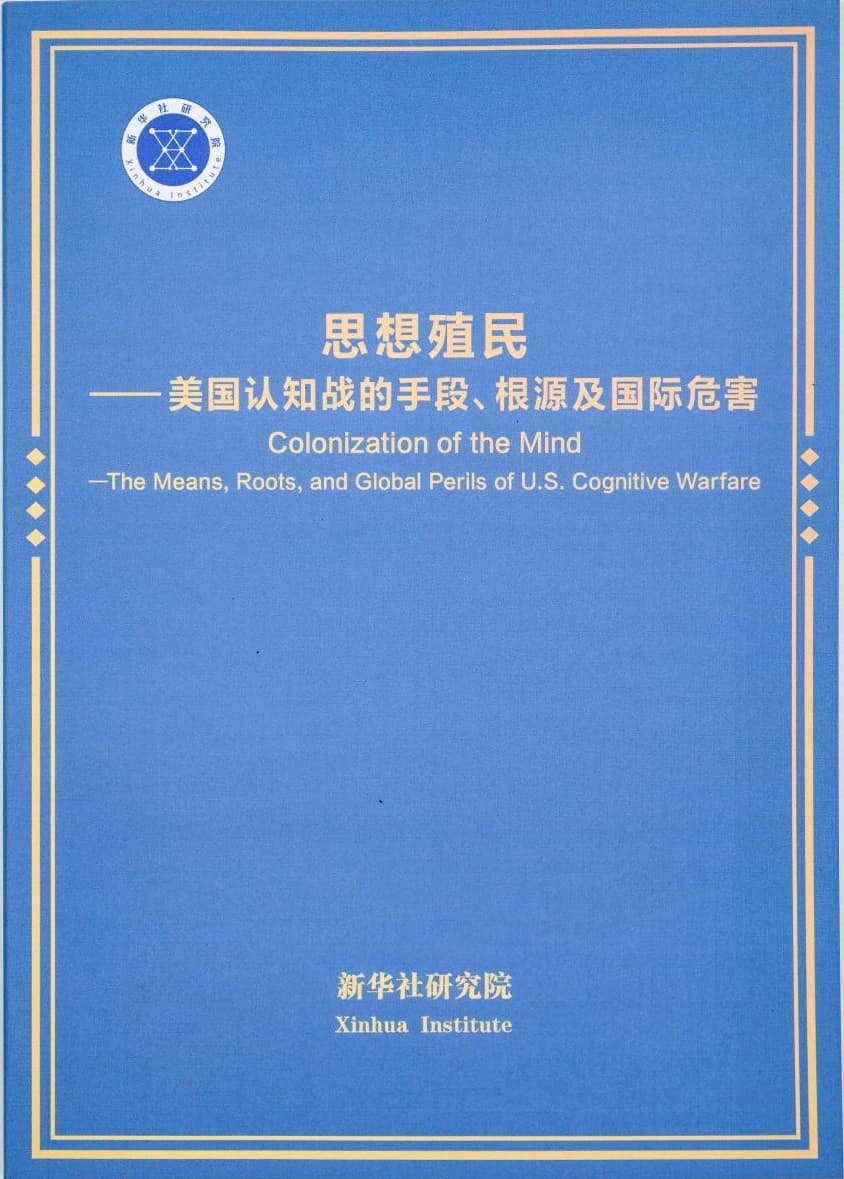 新华社研究院
Xinhua Institute
思想殖民
——美国认知战的手段、根源及国际危害
Colonization of the Mind
—The Means, Roots, and Global Perils of U.S. Cognitive Warfare
新华社研究院
Xinhua Institute